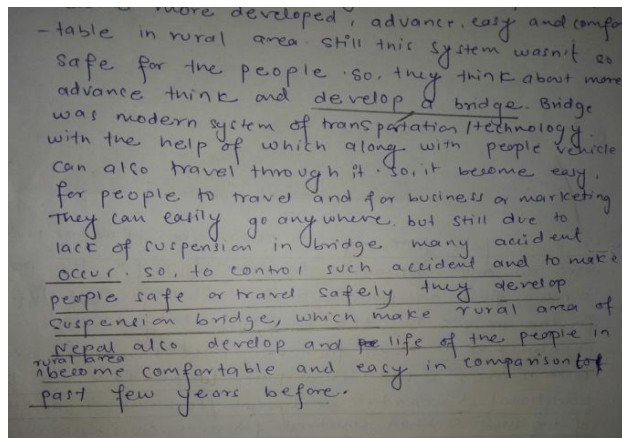 more developed, advance, easy and comfo
-table in rural area. still this system wasn't so
safe for the people. so, they think about more
advance think and develop a bridge. Bridge
was modern system of transpartation / technology.
with the help of which along with people vehicle
can also travel through it. so, it become easy.
for people to travel and for business or marketing
They can easily go any where. but still due to
lack of suspension in bridge many accident
occur. so, to control such accident and to make
people safe or travel safely they develop
suspension bridge, which make rural area of
Nepal also develop and life of the people in
rural area
become comfortable and easy in comparison to
past few years before.